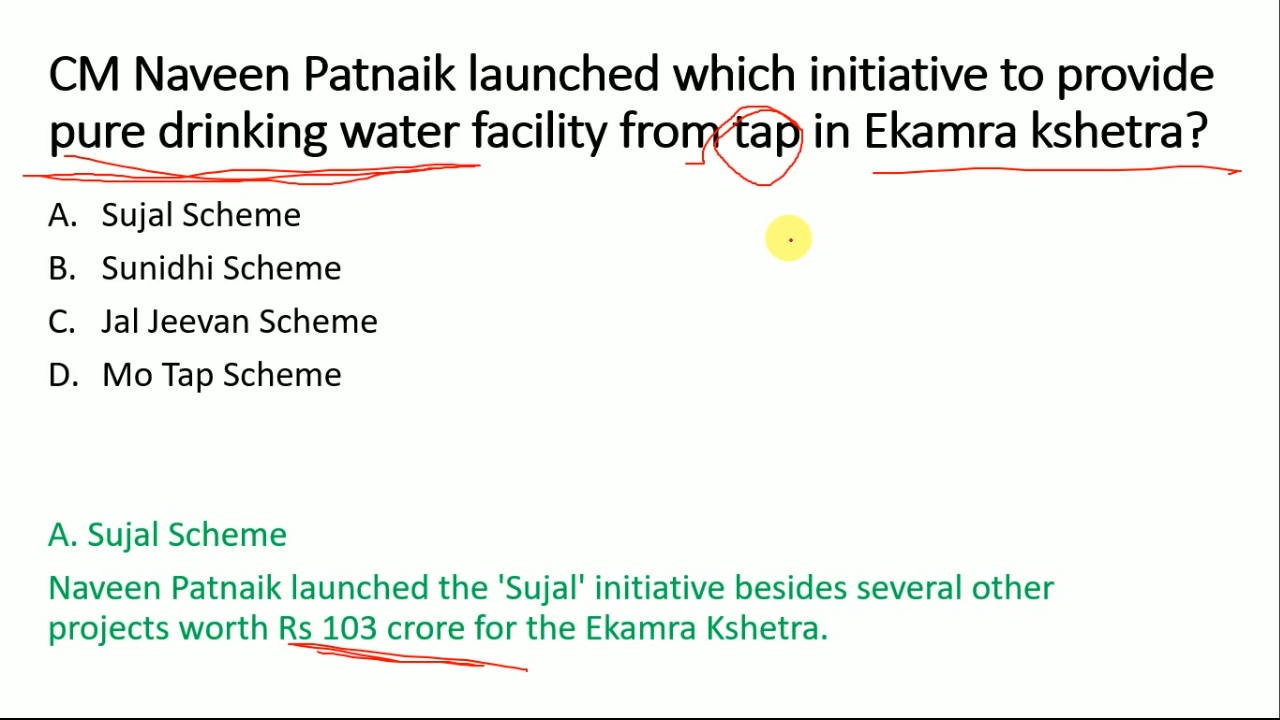 CM Naveen Patnaik launched which initiative to provide
pure drinking water facility from tap in Ekamra kshetra?
A. Sujal Scheme
B. Sunidhi Scheme
C. Jal Jeevan Scheme
D. Mo Tap Scheme
A. Sujal Scheme
Naveen Patnaik launched the 'Sujal' initiative besides several other
projects worth Rs 103 crore for the Ekamra Kshetra.